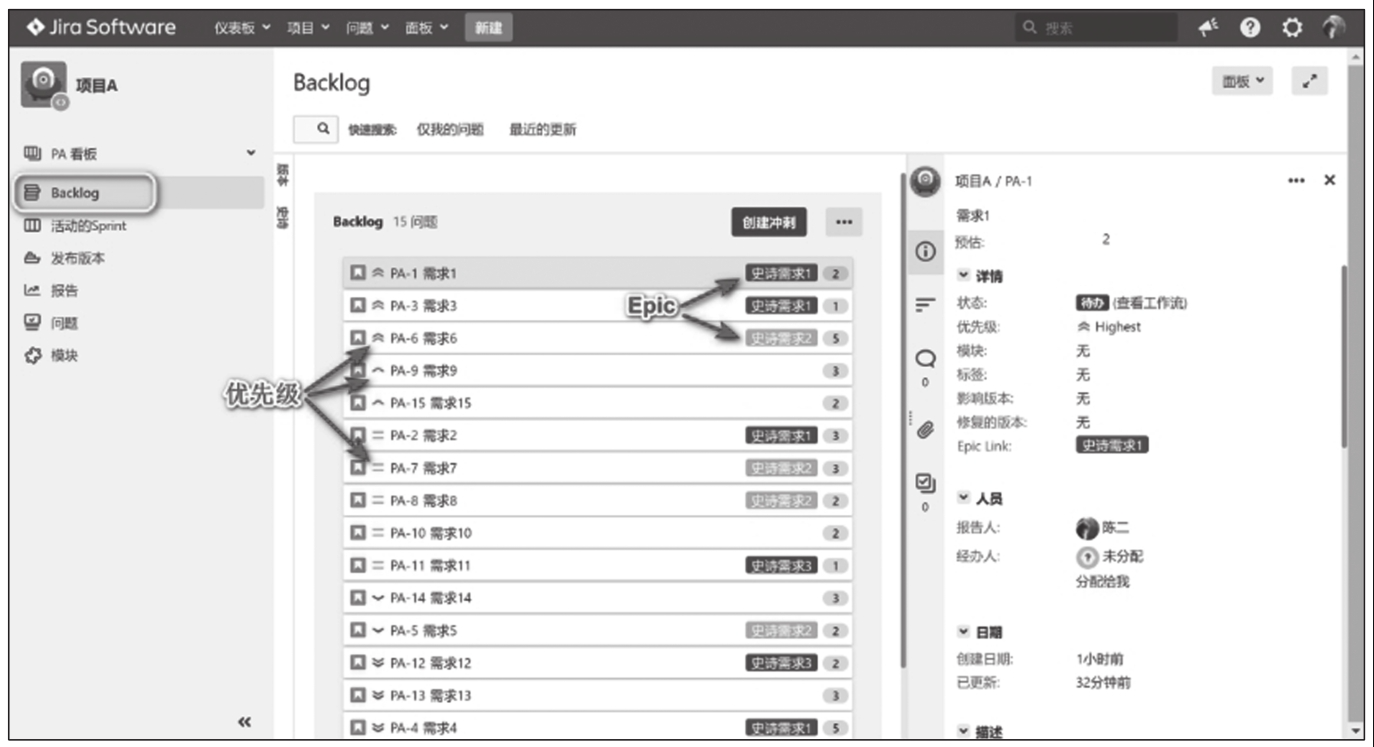 Jira Software 仪表板 项目 问题 面板 新建 搜索
项目A
PA 看板
Backlog
活动的Sprint
发布版本
报告
问题
模块
Backlog 面板
快速搜索: 仅我的问题 最近的更新
版本
史诗
Backlog 15 问题 创建冲刺
PA-1 需求1 史诗需求1 2
PA-3 需求3 史诗需求1 1
PA-6 需求6 史诗需求2 5
PA-9 需求9 3
PA-15 需求15 2
PA-2 需求2 史诗需求1 3
PA-7 需求7 史诗需求2 3
PA-8 需求8 史诗需求2 2
PA-10 需求10 2
PA-11 需求11 史诗需求3 1
PA-14 需求14 3
PA-5 需求5 史诗需求2 2
PA-12 需求12 史诗需求3 2
PA-13 需求13 3
PA-4 需求4 史诗需求1 5
Epic
优先级
项目A / PA-1
需求1
预估: 2
详情
状态: 待办 (查看工作流)
优先级: Highest
模块: 无
标签: 无
影响版本: 无
修复的版本: 无
Epic Link: 史诗需求1
0
0
人员
报告人: 陈二
经办人: 未分配
分配给我
日期
创建日期: 1小时前
已更新: 32分钟前
描述